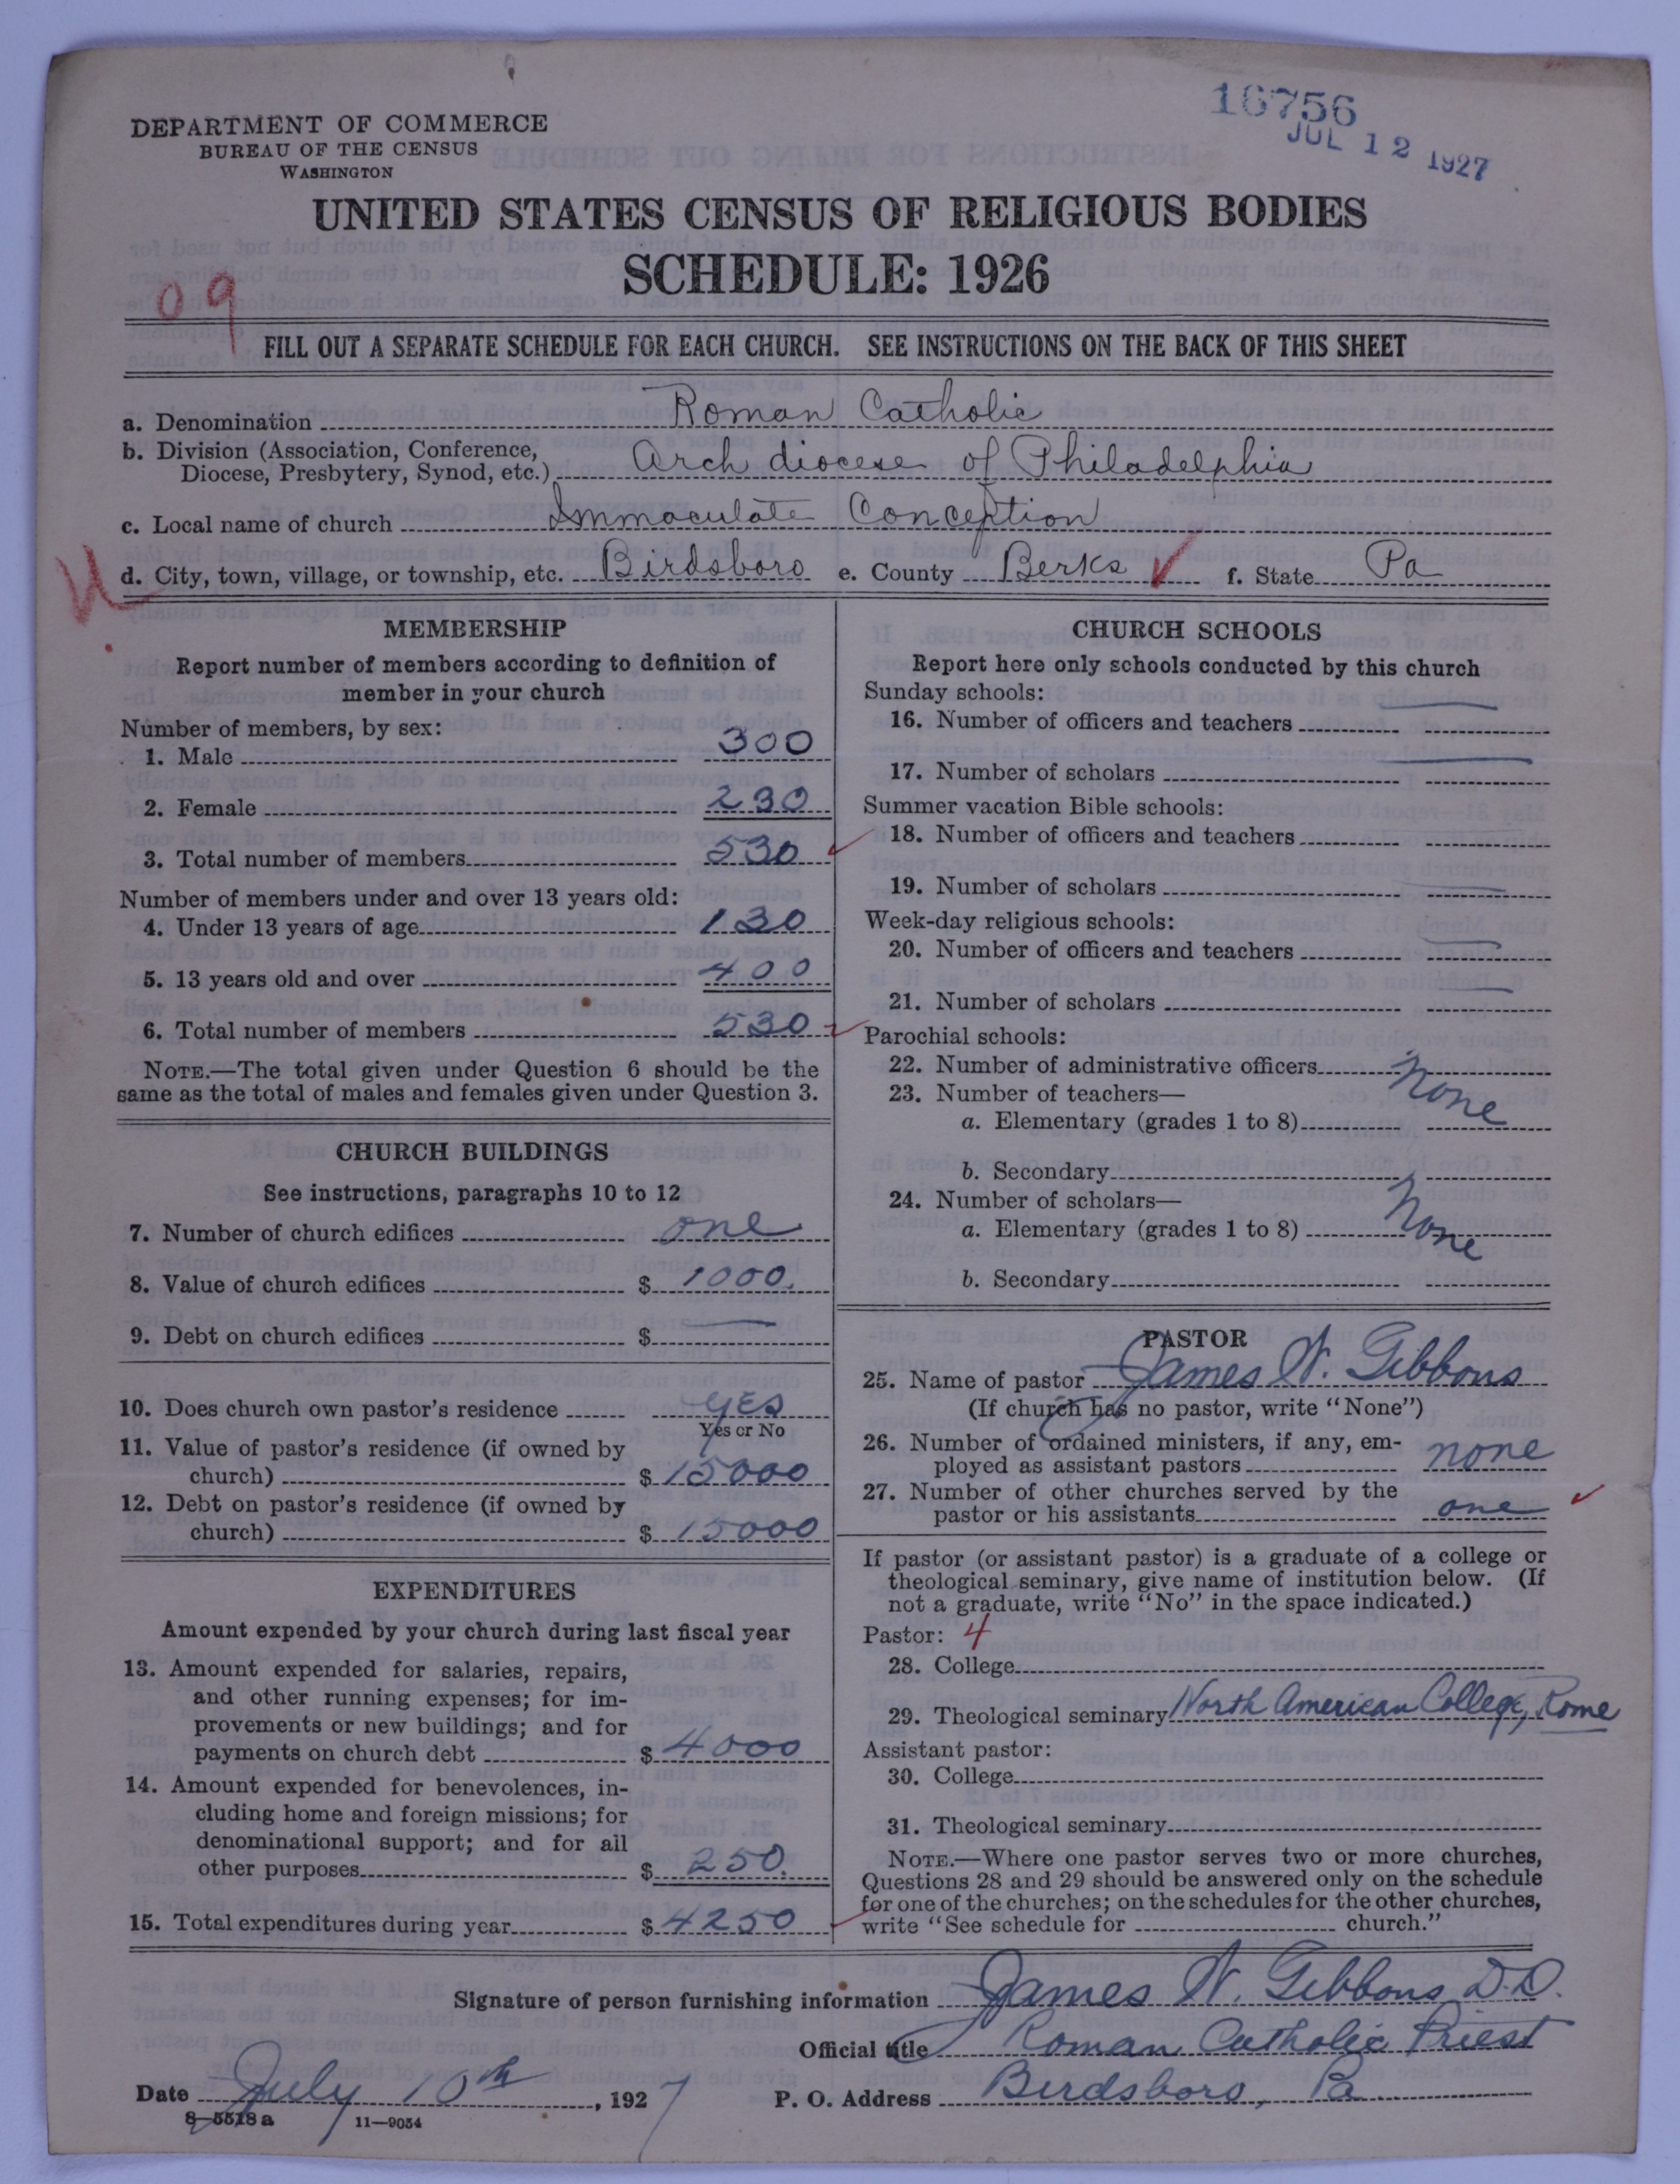 16756
JUL 12 1927
DEPARTMENT OF COMMERCE
BUREAU OF THE CENSUS
WASHINGTON
UNITED STATES CENSUS OF RELIGIOUS BODIES
SCHEDULE: 1926
09
FILL OUT A SEPARATE SCHEDULE FOR EACH CHURCH. SEE INSTRUCTIONS ON THE BACK OF THIS SHEET
a. Denomination Roman Catholic
b. Division (Association, Conference, Diocese, Presbytery, Synod, etc.) Arch diocese of Philadelphia
c. Local name of church Immaculate Conception
d. City, town, village, or township, etc. Birdsboro e. County Berks f. State Pa
MEMBERSHIP
Report number of members according to definition of
member in your church
Number of members, by sex:
1. Male 300
2. Female 230
3. Total number of members 530
Number of members under and over 13 years old:
4. Under 13 years of age 130
5. 13 years old and over 400
6. Total number of members 530
NOTE.—The total given under Question 6 should be the
same as the total of males and females given under Question 3.
CHURCH BUILDINGS
See instructions, paragraphs 10 to 12
7. Number of church edifices one
8. Value of church edifices $ 1000.
9. Debt on church edifices $ —
10. Does church own pastor's residence yes
Yes or No
11. Value of pastor's residence (if owned by
church) $ 15000
12. Debt on pastor's residence (if owned by
church) $ 15000
EXPENDITURES
Amount expended by your church during last fiscal year
13. Amount expended for salaries, repairs,
and other running expenses; for im-
provements or new buildings; and for
payments on church debt $ 4000
14. Amount expended for benevolences, in-
cluding home and foreign missions; for
denominational support; and for all
other purposes $ 250.
15. Total expenditures during year $ 4250
CHURCH SCHOOLS
Report here only schools conducted by this church
Sunday schools:
16. Number of officers and teachers —
17. Number of scholars —
Summer vacation Bible schools:
18. Number of officers and teachers —
19. Number of scholars —
Week-day religious schools:
20. Number of officers and teachers —
21. Number of scholars —
Parochial schools:
22. Number of administrative officers
23. Number of teachers—
a. Elementary (grades 1 to 8) none
b. Secondary
24. Number of scholars—
a. Elementary (grades 1 to 8) None
b. Secondary
PASTOR
25. Name of pastor James W. Gibbons
(If church has no pastor, write "None")
26. Number of ordained ministers, if any, em-
ployed as assistant pastors none
27. Number of other churches served by the
pastor or his assistants one
If pastor (or assistant pastor) is a graduate of a college or
theological seminary, give name of institution below. (If
not a graduate, write "No" in the space indicated.)
Pastor: 4
28. College
29. Theological seminary North American College, Rome
Assistant pastor:
30. College
31. Theological seminary
NOTE.—Where one pastor serves two or more churches,
Questions 28 and 29 should be answered only on the schedule
for one of the churches; on the schedules for the other churches,
write "See schedule for church."
Signature of person furnishing information James W. Gibbons D.D.
Official title Roman Catholic Priest
Date July 10th, 1927 P. O. Address Birdsboro, Pa
8—5518a 11—9054